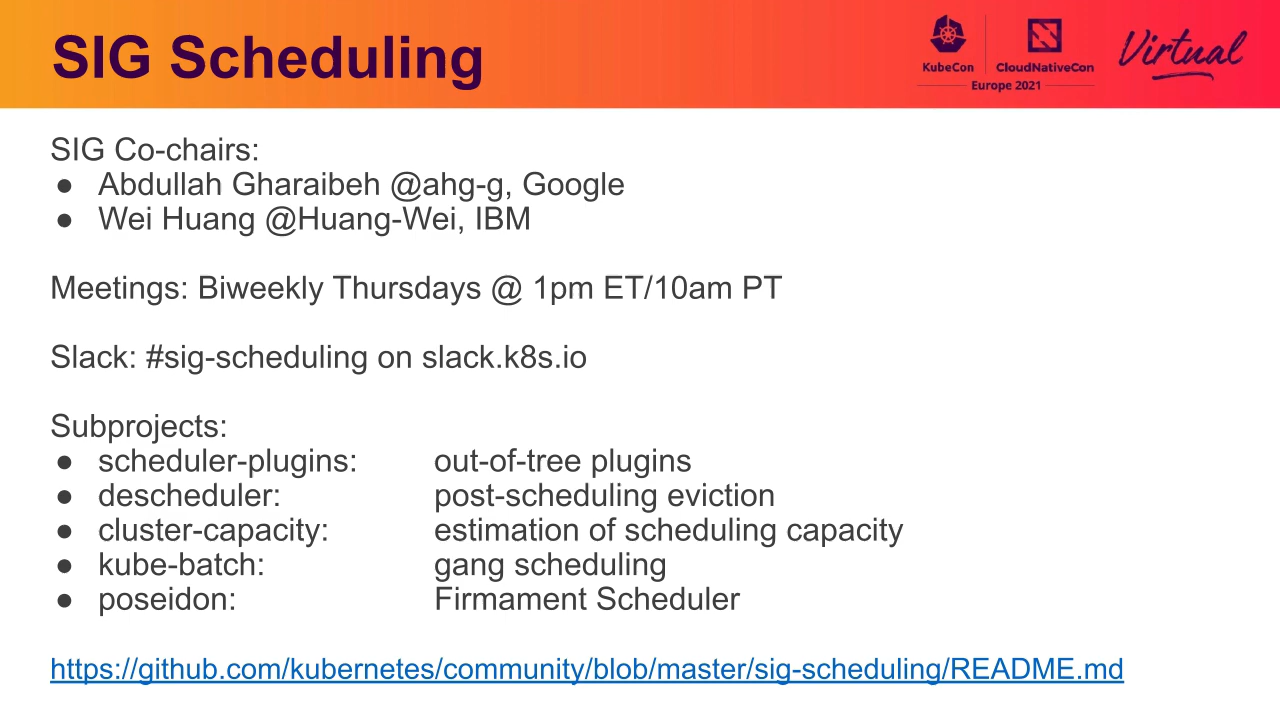 SIG Scheduling
KubeCon
CloudNativeCon
Europe 2021
Virtual
SIG Co-chairs:
● Abdullah Gharaibeh @ahg-g, Google
● Wei Huang @Huang-Wei, IBM
Meetings: Biweekly Thursdays @ 1pm ET/10am PT
Slack: #sig-scheduling on slack.k8s.io
Subprojects:
● scheduler-plugins: out-of-tree plugins
● descheduler: post-scheduling eviction
● cluster-capacity: estimation of scheduling capacity
● kube-batch: gang scheduling
● poseidon: Firmament Scheduler
https://github.com/kubernetes/community/blob/master/sig-scheduling/README.md